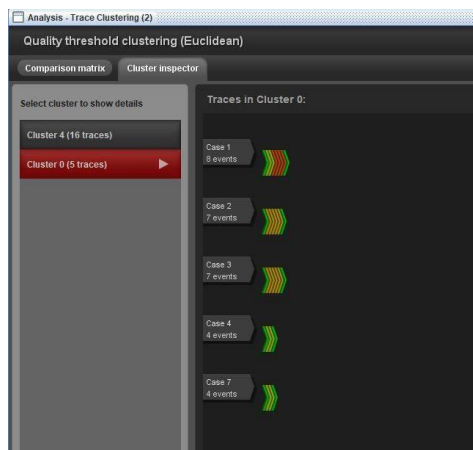 Analysis - Trace Clustering (2)
Quality threshold clustering (Euclidean)
Comparison matrix Cluster inspector
Select cluster to show details
Traces in Cluster 0:
Cluster 4 (16 traces)
Cluster 0 (5 traces)
Case 1
8 events
Case 2
7 events
Case 3
7 events
Case 4
4 events
Case 7
4 events